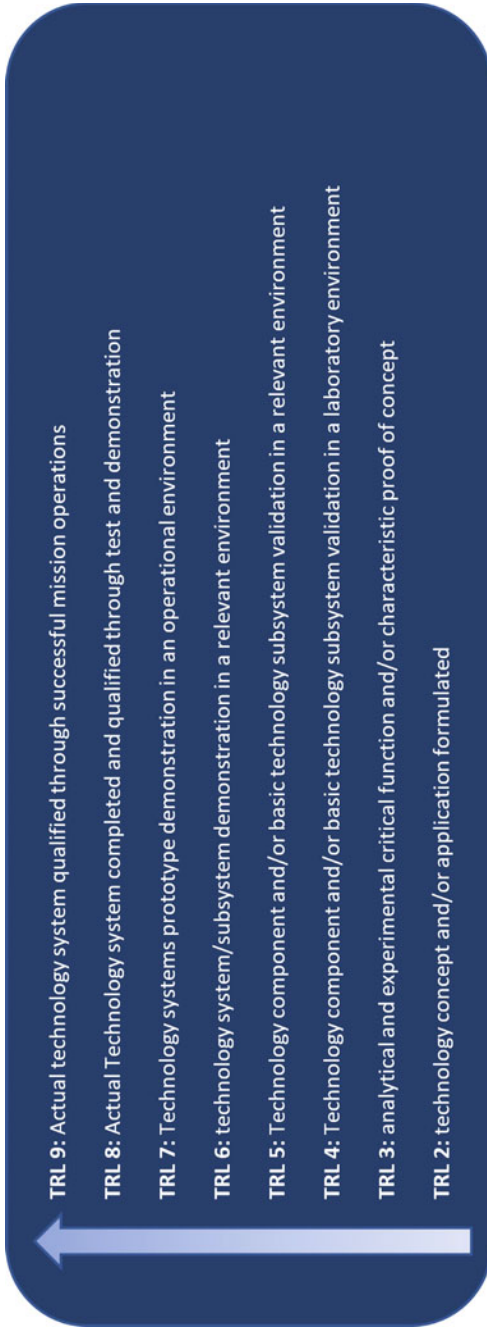 TRL 9: Actual technology system qualified through successful mission operations
TRL 8: Actual Technology system completed and qualified through test and demonstration
TRL 7: Technology systems prototype demonstration in an operational environment
TRL 6: technology system/subsystem demonstration in a relevant environment
TRL 5: Technology component and/or basic technology subsystem validation in a relevant environment
TRL 4: Technology component and/or basic technology subsystem validation in a laboratory environment
TRL 3: analytical and experimental critical function and/or characteristic proof of concept
TRL 2: technology concept and/or application formulated